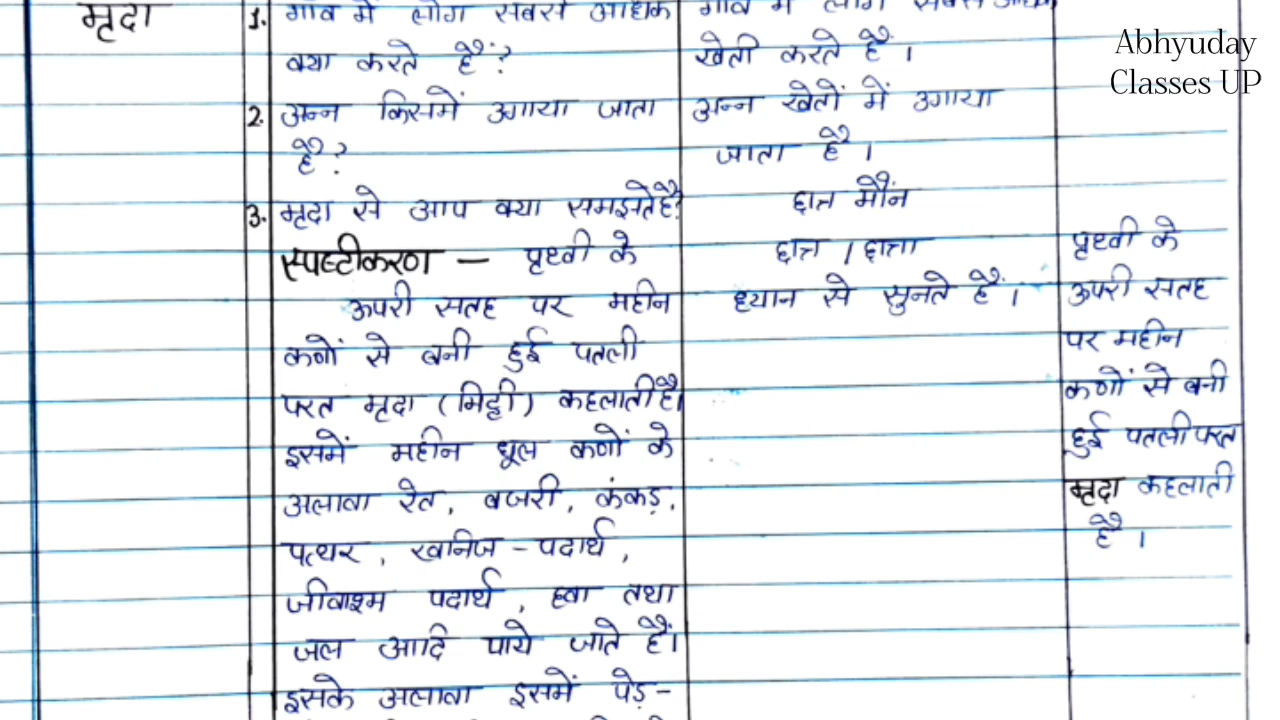 मृदा
1. गाँव में लोग सबसे अधिक
क्या करते हैं?
2. अन्न किसमें उगाया जाता
है?
3. मृदा से आप क्या समझते है?
स्पष्टीकरण — पृथ्वी के
ऊपरी सतह पर महीन
कणों से बनी हुई पतली
परत मृदा (मिट्टी) कहलाती है।
इसमें महीन धूल कणों के
अलावा रेत, बजरी, कंकड़,
पत्थर, खनिज - पदार्थ,
जीवाश्म पदार्थ, हवा तथा
जल आदि पाये जाते हैं।
इसके अलावा इसमें पेड़-
गाँव में लोग सबसे अधिक
खेती करते हैं।
अन्न खेतों में उगाया
जाता है।
छात्र मौंन
छात्र / छात्रा
ध्यान से सुनते हैं।
पृथ्वी के
ऊपरी सतह
पर महीन
कणों से बनी
हुई पतली परत
मृदा कहलाती
है।
Abhyuday
Classes UP